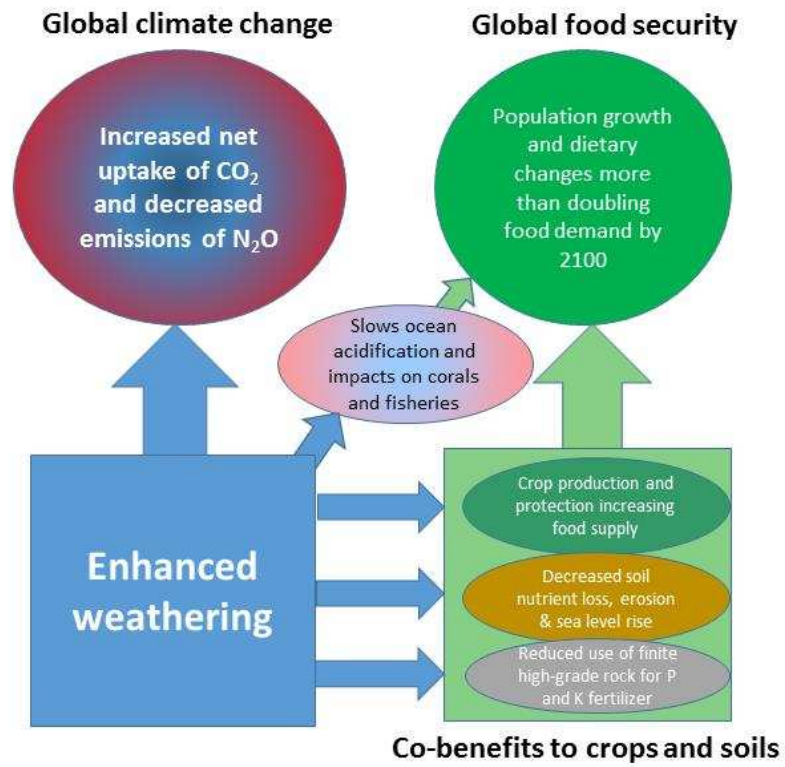 Global climate change
Global food security
Increased net
uptake of CO₂
and decreased
emissions of N₂O
Population growth
and dietary
changes more
than doubling
food demand by
2100
Slows ocean
acidification and
impacts on corals
and fisheries
Enhanced
weathering
Crop production and
protection increasing
food supply
Decreased soil
nutrient loss, erosion
& sea level rise
Reduced use of finite
high-grade rock for P
and K fertilizer
Co-benefits to crops and soils